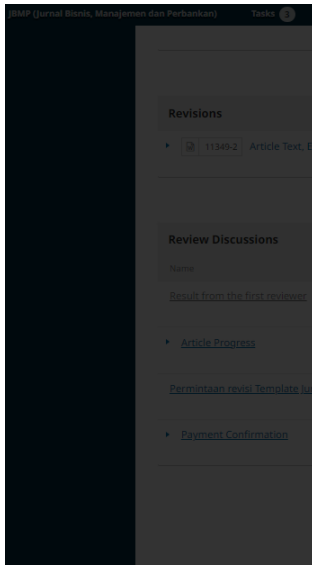 JBMP (Jurnal Bisnis, Manajemen dan Perbankan) Tasks 3
Revisions
11349-2 Article Text,
Review Discussions
Name
Result from the first reviewer
Article Progress
Permintaan revisi Template
Payment Confirmation